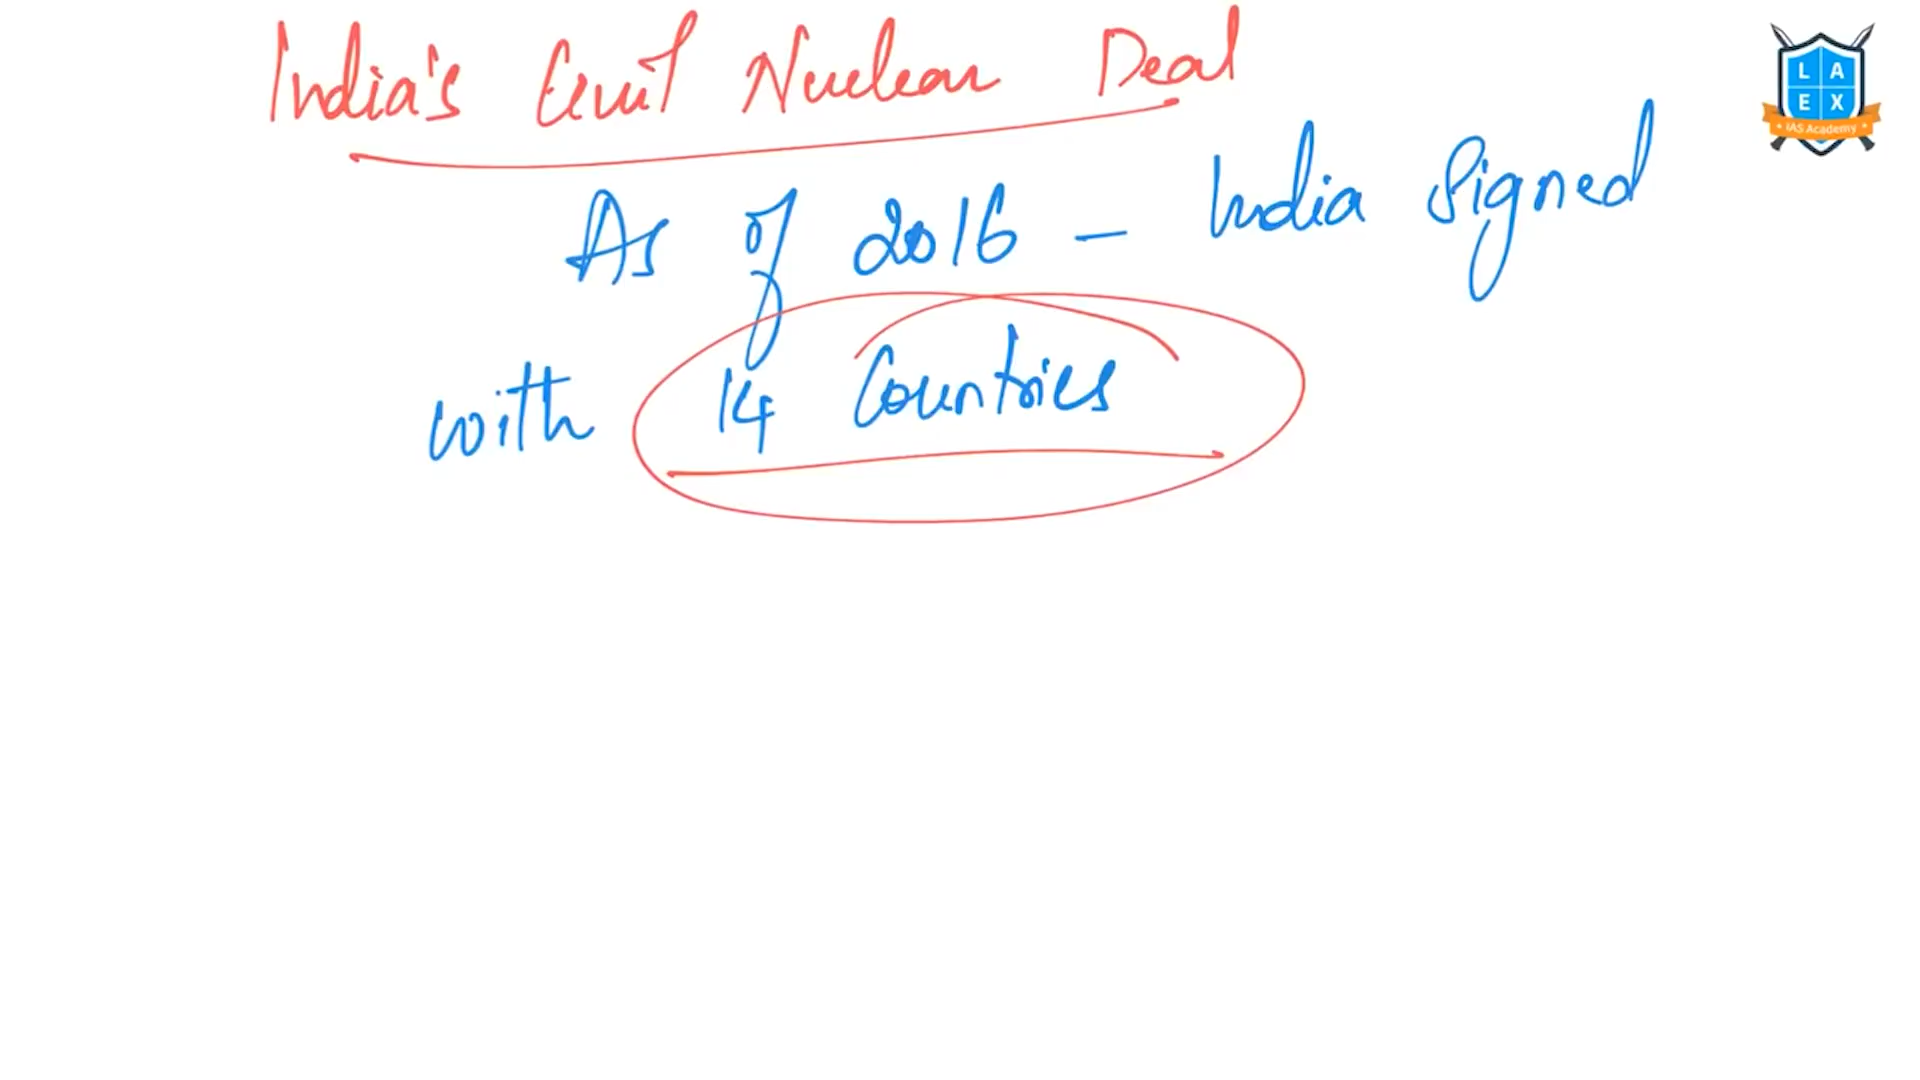 India's Civil Nuclear Deal
As of 2016 - India Signed
with 14 Countries
L A
E X
IAS Academy